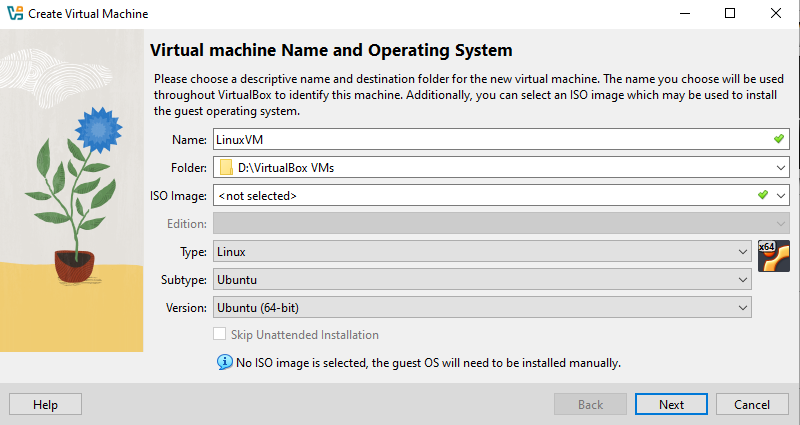 Create Virtual Machine
Virtual machine Name and Operating System
Please choose a descriptive name and destination folder for the new virtual machine. The name you choose will be used
throughout VirtualBox to identify this machine. Additionally, you can select an ISO image which may be used to install
the guest operating system.
Name: LinuxVM
Folder: D:\VirtualBox VMs
ISO Image: <not selected>
Edition:
Type: Linux
x64
Subtype: Ubuntu
Version: Ubuntu (64-bit)
Skip Unattended Installation
No ISO image is selected, the guest OS will need to be installed manually.
Help Back Next Cancel